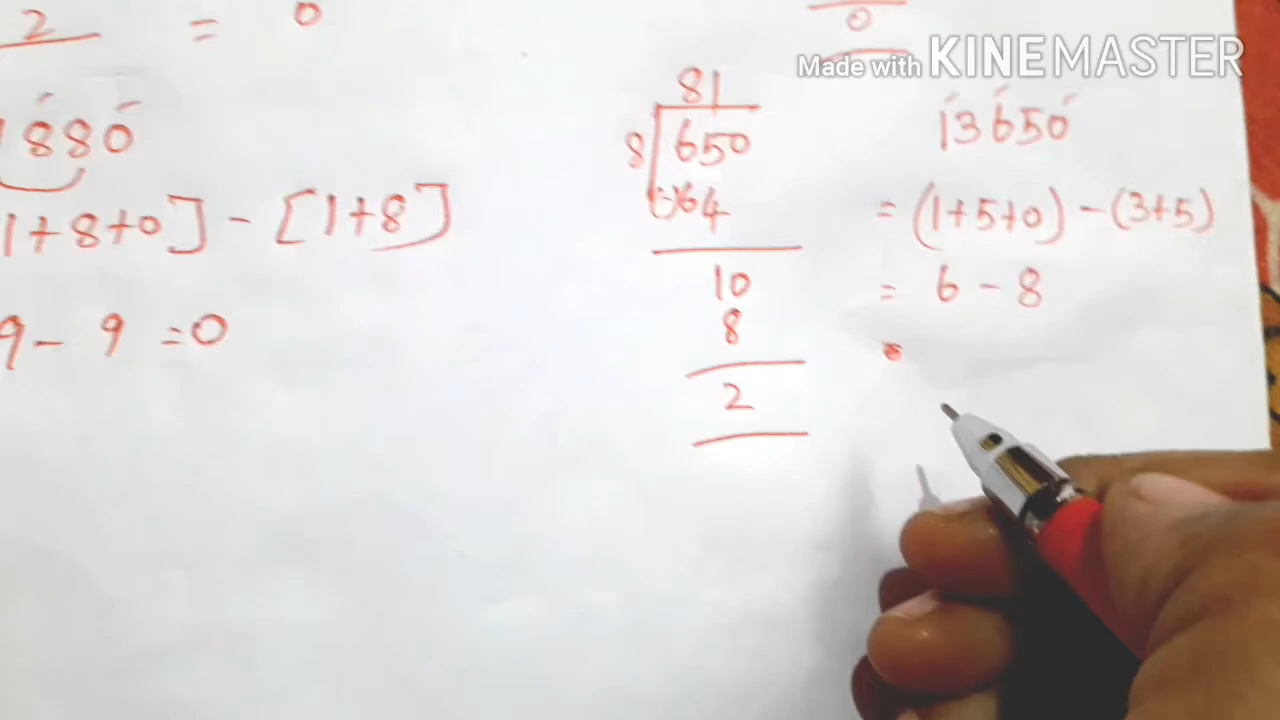 2 = 0
0
Made with KINEMASTER
1880
1+8+0] - [1+8]
9 - 9 = 0
81
8 650
(-) 64
10
8
2
13650
= (1+5+0) - (3+5)
= 6 - 8